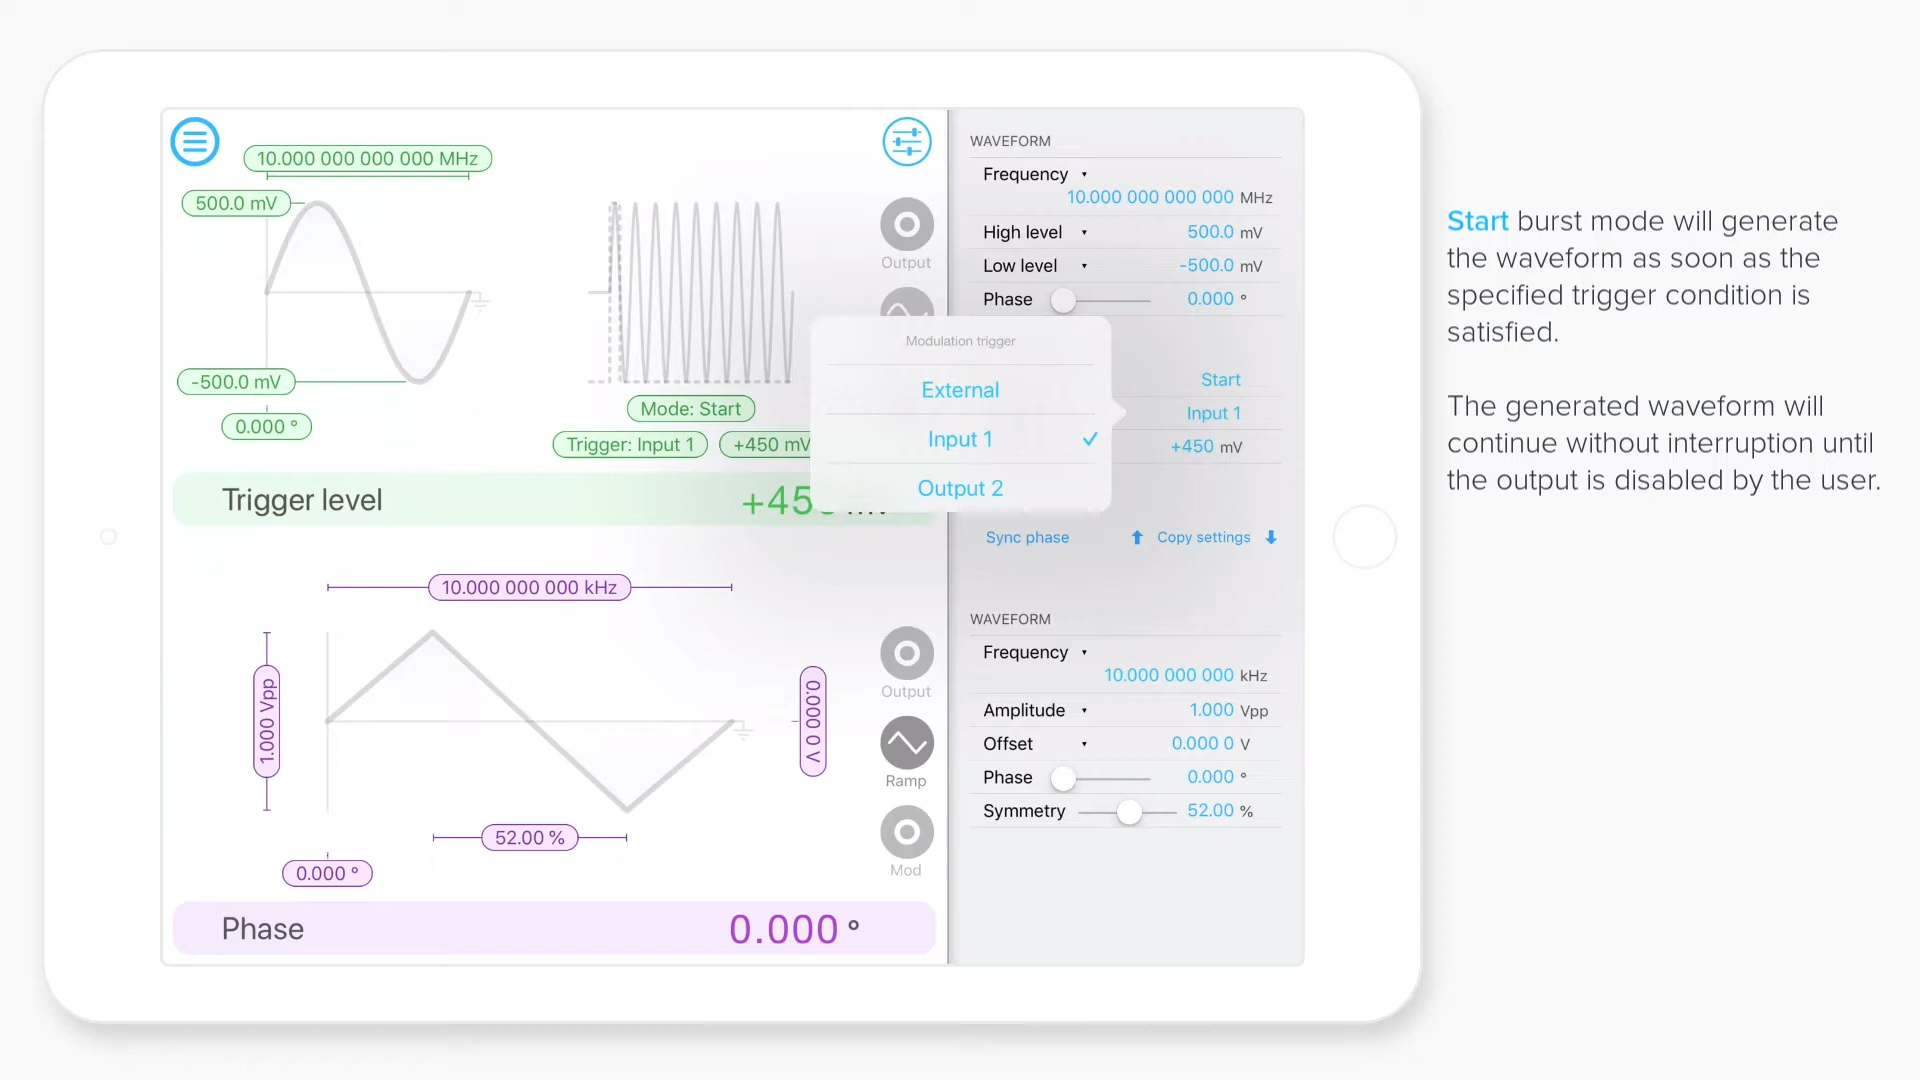 10.000 000 000 000 MHz
500.0 mV
-500.0 mV
0.000 °
Mode: Start
Trigger: Input 1
+450 mV
Trigger level
Output
10.000 000 000 kHz
1.000 Vpp
0.000 0 V
52.00 %
0.000 °
Output
Ramp
Mod
Phase
0.000 °
Modulation trigger
External
Input 1
Output 2
WAVEFORM
Frequency
10.000 000 000 000 MHz
High level 500.0 mV
Low level -500.0 mV
Phase 0.000 °
Start
Input 1
+450 mV
Sync phase
Copy settings
WAVEFORM
Frequency
10.000 000 000 kHz
Amplitude 1.000 Vpp
Offset 0.000 0 V
Phase 0.000 °
Symmetry 52.00 %
Start burst mode will generate
the waveform as soon as the
specified trigger condition is
satisfied.
The generated waveform will
continue without interruption until
the output is disabled by the user.